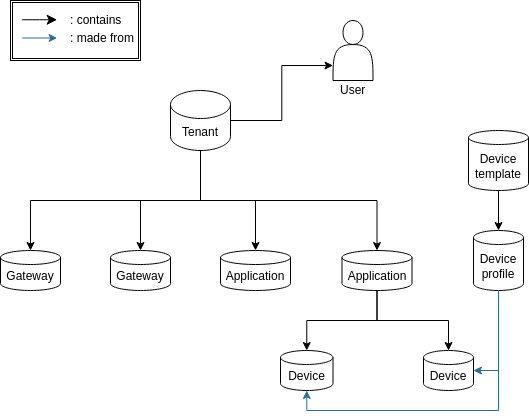 : contains
: made from
User
Tenant
Device
template
Gateway
Gateway
Application
Application
Device
profile
Device
Device